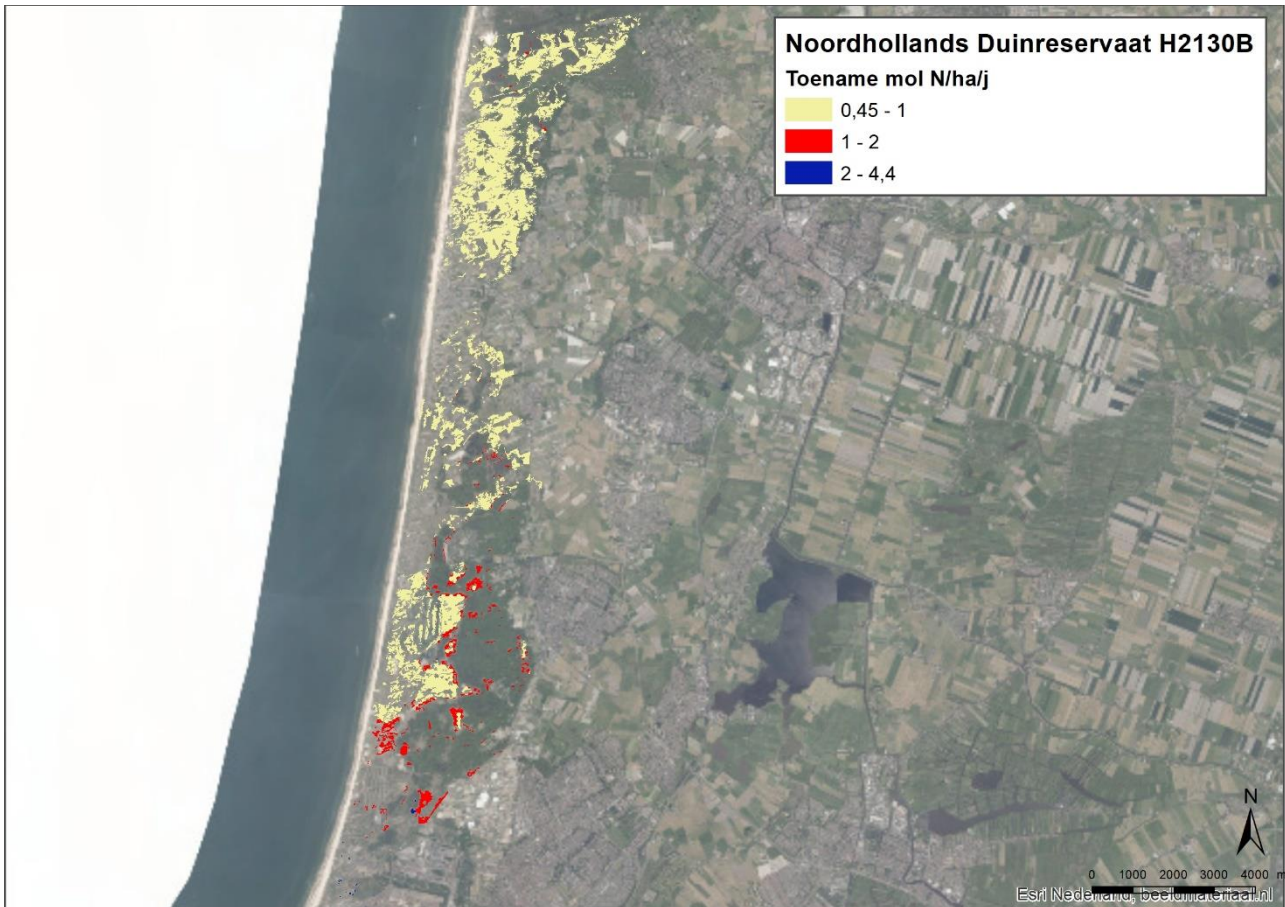 Noordhollands Duinreservaat H2130B
Toename mol N/ha/j
0,45 - 1
1 - 2
2 - 4,4
N
0 1000 2000 3000 4000 m
Esri Nederland, beeldmateriaal.nl